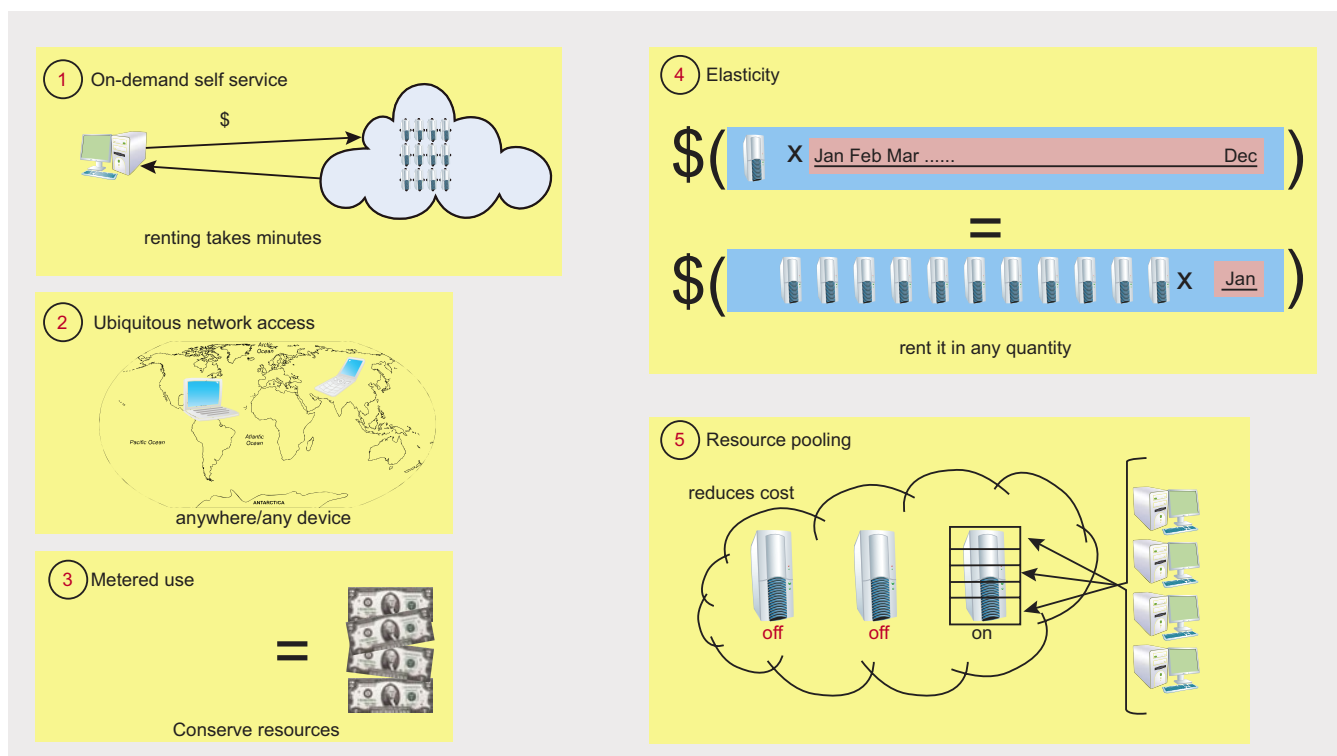 1 On-demand self service
$
renting takes minutes
2 Ubiquitous network access
Arctic
Ocean
Pacific Ocean
Atlantic
Ocean
ANTARCTICA
anywhere/any device
3 Metered use
=
Conserve resources
4 Elasticity
$( x Jan Feb Mar ...... Dec )
=
$( x Jan )
rent it in any quantity
5 Resource pooling
reduces cost
off off on